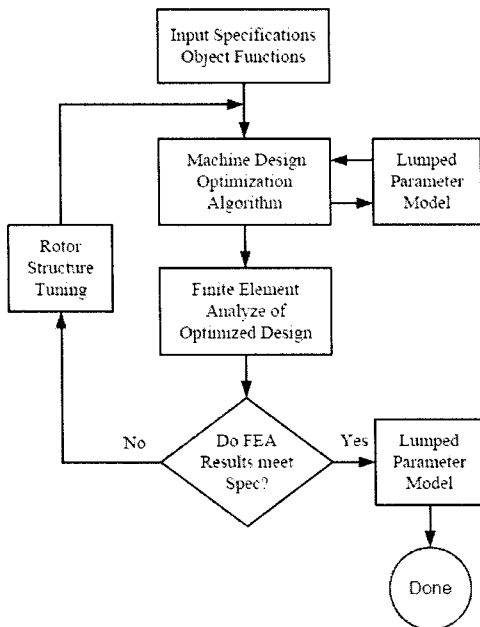 Input Specifications
Object Functions
Machine Design
Optimization
Algorithm
Lumped
Parameter
Model
Rotor
Structure
Tuning
Finite Element
Analyze of
Optimized Design
No
Do FEA
Results meet
Spec?
Yes
Lumped
Parameter
Model
Done